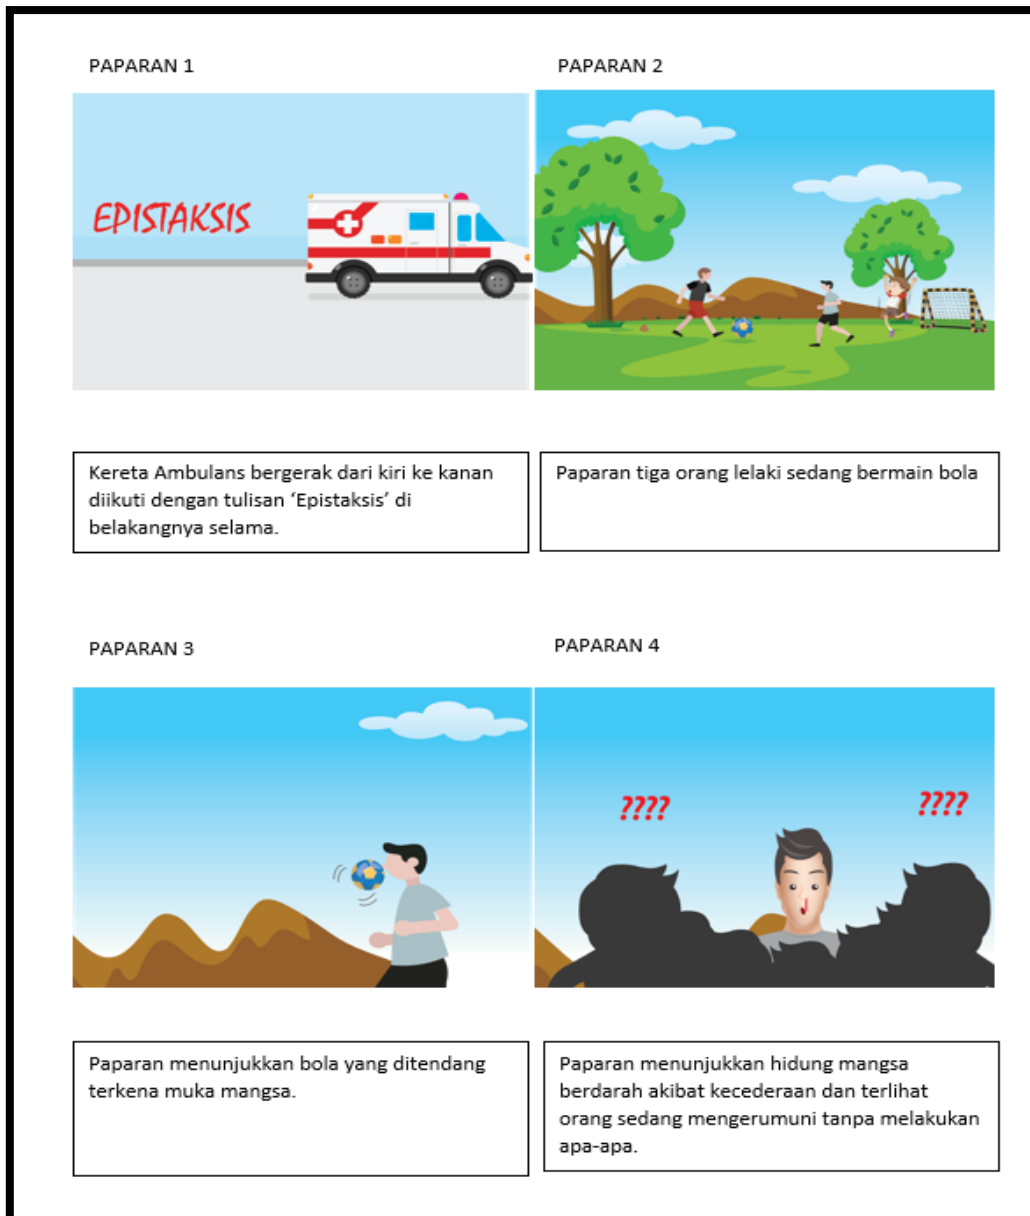 PAPARAN 1
PAPARAN 2
EPISTAKSIS
Kereta Ambulans bergerak dari kiri ke kanan
diikuti dengan tulisan ‘Epistaksis’ di
belakangnya selama.
Paparan tiga orang lelaki sedang bermain bola
PAPARAN 3
PAPARAN 4
????
????
Paparan menunjukkan bola yang ditendang
terkena muka mangsa.
Paparan menunjukkan hidung mangsa
berdarah akibat kecederaan dan terlihat
orang sedang mengerumuni tanpa melakukan
apa-apa.